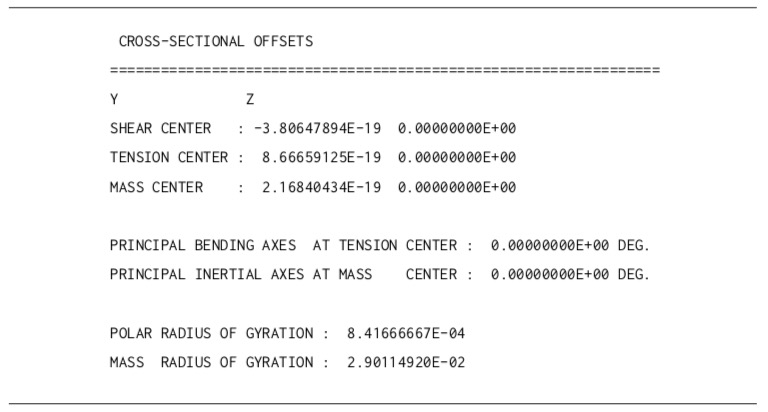 CROSS-SECTIONAL OFFSETS
=================================================================
Y Z
SHEAR CENTER : -3.80647894E-19 0.00000000E+00
TENSION CENTER : 8.66659125E-19 0.00000000E+00
MASS CENTER : 2.16840434E-19 0.00000000E+00
PRINCIPAL BENDING AXES AT TENSION CENTER : 0.00000000E+00 DEG.
PRINCIPAL INERTIAL AXES AT MASS CENTER : 0.00000000E+00 DEG.
POLAR RADIUS OF GYRATION : 8.41666667E-04
MASS RADIUS OF GYRATION : 2.90114920E-02